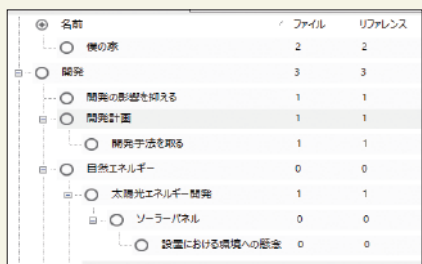 名前 ファイル リファレンス
僕の家 2 2
開発 3 3
開発の影響を抑える 1 1
開発計画 1 1
開発手法を取る 1 1
自然エネルギー 0 0
太陽光エネルギー開発 1 1
ソーラーパネル 0 0
設置における環境への懸念 0 0